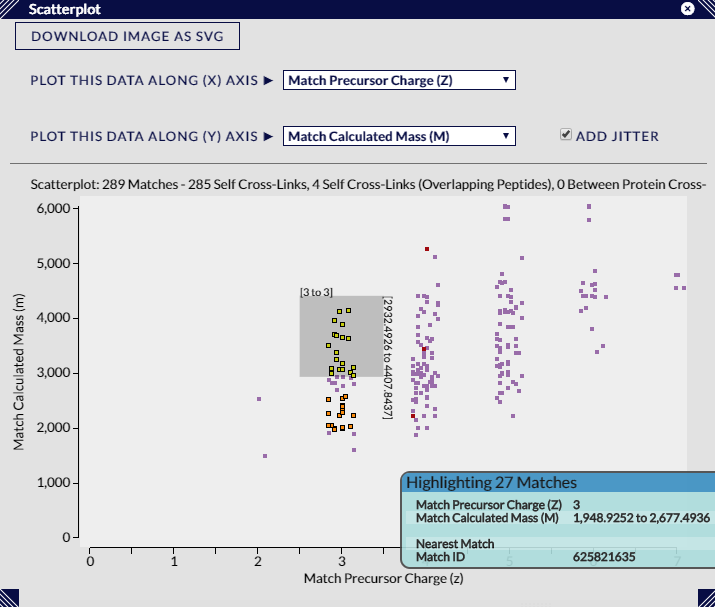 Scatterplot
DOWNLOAD IMAGE AS SVG
PLOT THIS DATA ALONG (X) AXIS ► Match Precursor Charge (Z) ▼
PLOT THIS DATA ALONG (Y) AXIS ► Match Calculated Mass (M) ▼ ADD JITTER
Scatterplot: 289 Matches - 285 Self Cross-Links, 4 Self Cross-Links (Overlapping Peptides), 0 Between Protein Cross-
6,000
5,000
4,000
3,000
2,000
1,000
0
Match Calculated Mass (m)
[3 to 3]
[2932.4926 to 4407.8437]
Highlighting 27 Matches
Match Precursor Charge (Z) 3
Match Calculated Mass (M) 1,948.9252 to 2,677.4936
Nearest Match
Match ID 625821635
0 1 2 3 4 5 6 7
Match Precursor Charge (z)